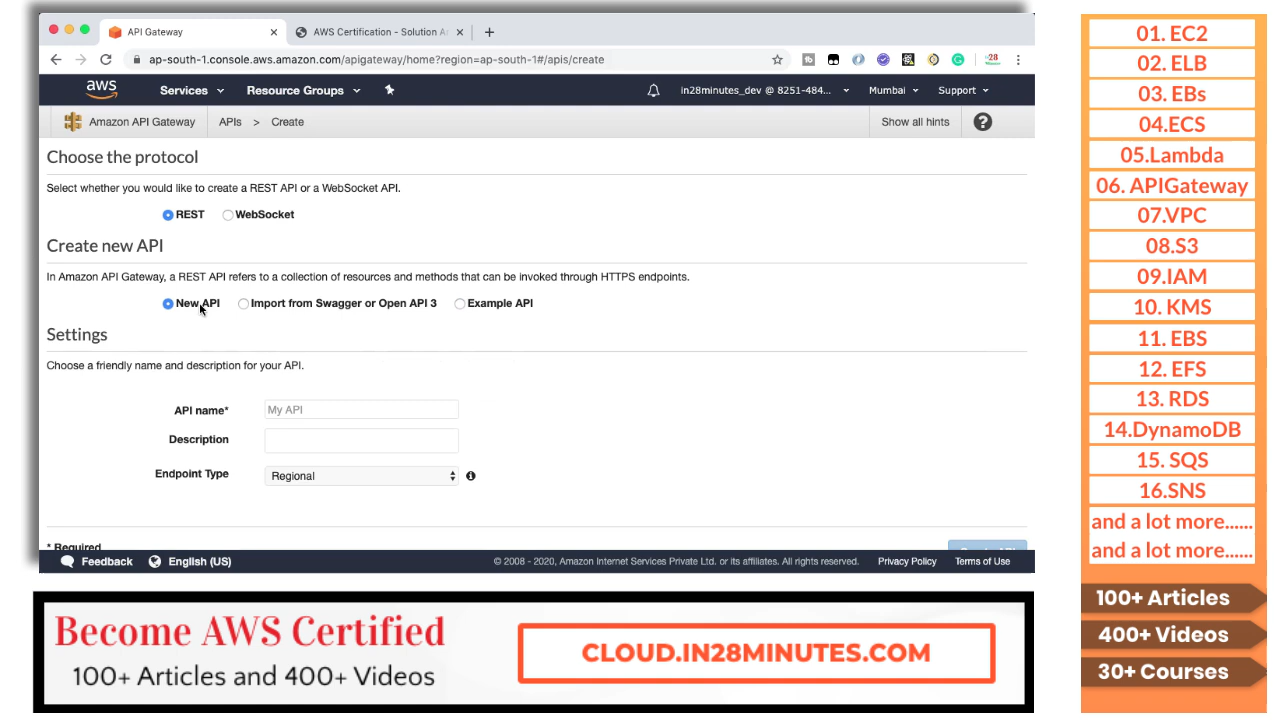 API Gateway
AWS Certification - Solution A
ap-south-1.console.aws.amazon.com/apigateway/home?region=ap-south-1#/apis/create
28
aws
Services
Resource Groups
in28minutes_dev @ 8251-484...
Mumbai
Support
Amazon API Gateway
APIs > Create
Show all hints
Choose the protocol
Select whether you would like to create a REST API or a WebSocket API.
REST
WebSocket
Create new API
In Amazon API Gateway, a REST API refers to a collection of resources and methods that can be invoked through HTTPS endpoints.
New API
Import from Swagger or Open API 3
Example API
Settings
Choose a friendly name and description for your API.
API name*
My API
Description
Endpoint Type
Regional
* Required
Feedback
English (US)
© 2008 - 2020, Amazon Internet Services Private Ltd. or its affiliates. All rights reserved.
Privacy Policy
Terms of Use
Become AWS Certified
100+ Articles and 400+ Videos
CLOUD.IN28MINUTES.COM
01. EC2
02. ELB
03. EBs
04.ECS
05.Lambda
06. APIGateway
07.VPC
08.S3
09.IAM
10. KMS
11. EBS
12. EFS
13. RDS
14.DynamoDB
15. SQS
16.SNS
and a lot more......
and a lot more......
100+ Articles
400+ Videos
30+ Courses